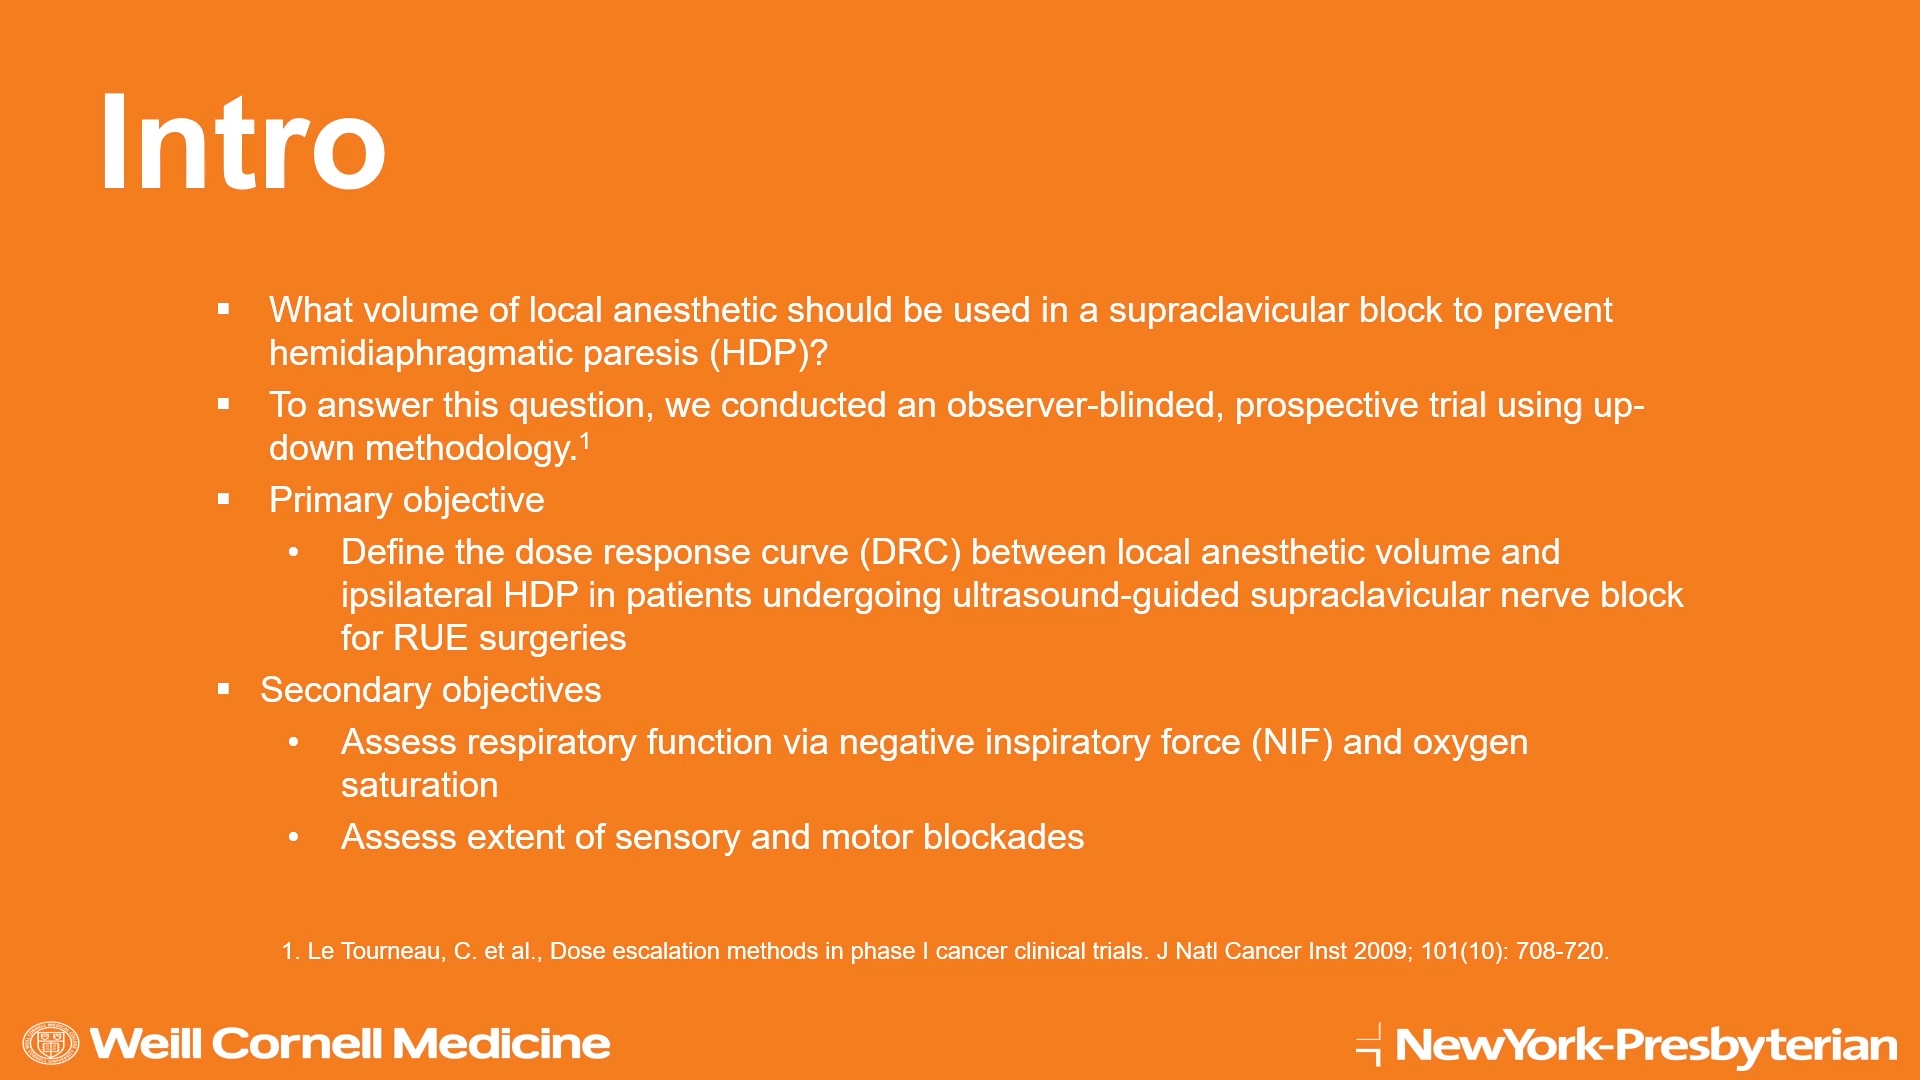 Intro
▪ What volume of local anesthetic should be used in a supraclavicular block to prevent
hemidiaphragmatic paresis (HDP)?
▪ To answer this question, we conducted an observer-blinded, prospective trial using up-
down methodology.¹
▪ Primary objective
• Define the dose response curve (DRC) between local anesthetic volume and
ipsilateral HDP in patients undergoing ultrasound-guided supraclavicular nerve block
for RUE surgeries
▪ Secondary objectives
• Assess respiratory function via negative inspiratory force (NIF) and oxygen
saturation
• Assess extent of sensory and motor blockades
1. Le Tourneau, C. et al., Dose escalation methods in phase I cancer clinical trials. J Natl Cancer Inst 2009; 101(10): 708-720.
Weill Cornell Medicine
NewYork-Presbyterian